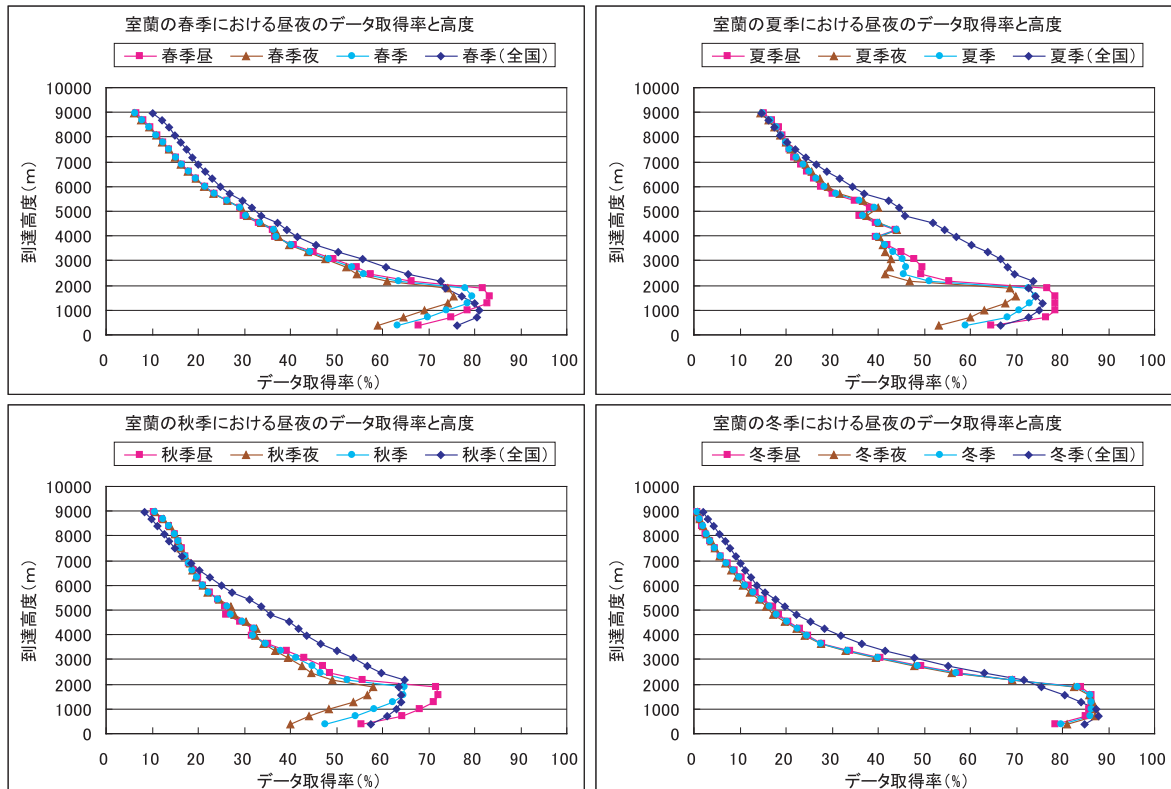 室蘭の春季における昼夜のデータ取得率と高度
春季昼 春季夜 春季 春季(全国)
到達高度(m)
10000
9000
8000
7000
6000
5000
4000
3000
2000
1000
0
0 10 20 30 40 50 60 70 80 90 100
データ取得率(%)
室蘭の夏季における昼夜のデータ取得率と高度
夏季昼 夏季夜 夏季 夏季(全国)
到達高度(m)
10000
9000
8000
7000
6000
5000
4000
3000
2000
1000
0
0 10 20 30 40 50 60 70 80 90 100
データ取得率(%)
室蘭の秋季における昼夜のデータ取得率と高度
秋季昼 秋季夜 秋季 秋季(全国)
到達高度(m)
10000
9000
8000
7000
6000
5000
4000
3000
2000
1000
0
0 10 20 30 40 50 60 70 80 90 100
データ取得率(%)
室蘭の冬季における昼夜のデータ取得率と高度
冬季昼 冬季夜 冬季 冬季(全国)
到達高度(m)
10000
9000
8000
7000
6000
5000
4000
3000
2000
1000
0
0 10 20 30 40 50 60 70 80 90 100
データ取得率(%)